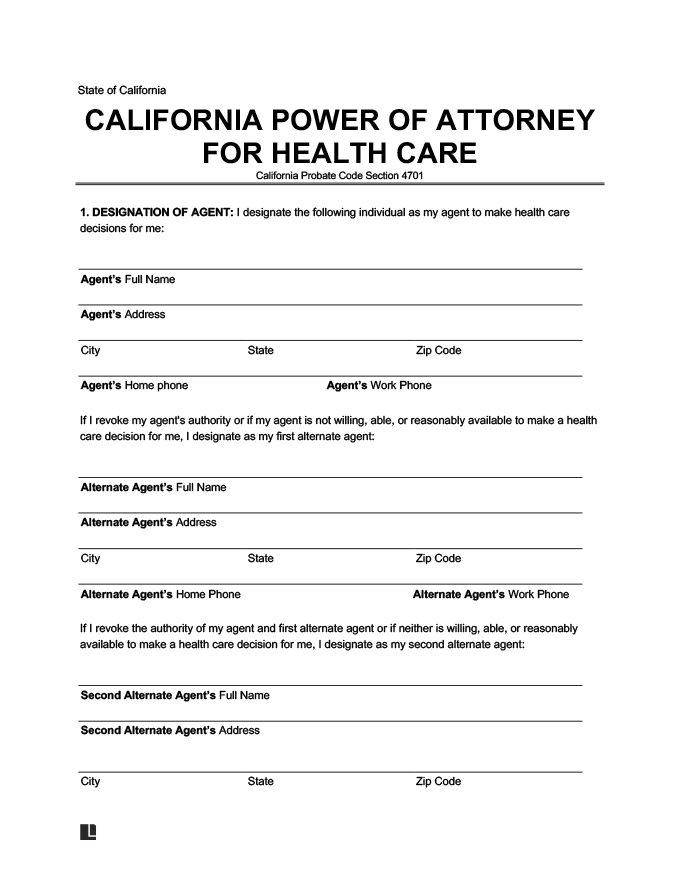 State of California
CALIFORNIA POWER OF ATTORNEY
FOR HEALTH CARE
California Probate Code Section 4701
1. DESIGNATION OF AGENT: I designate the following individual as my agent to make health care
decisions for me:
Agent’s Full Name
Agent’s Address
City State Zip Code
Agent’s Home phone Agent’s Work Phone
If I revoke my agent's authority or if my agent is not willing, able, or reasonably available to make a health
care decision for me, I designate as my first alternate agent:
Alternate Agent’s Full Name
Alternate Agent’s Address
City State Zip Code
Alternate Agent’s Home Phone Alternate Agent’s Work Phone
If I revoke the authority of my agent and first alternate agent or if neither is willing, able, or reasonably
available to make a health care decision for me, I designate as my second alternate agent:
Second Alternate Agent’s Full Name
Second Alternate Agent’s Address
City State Zip Code